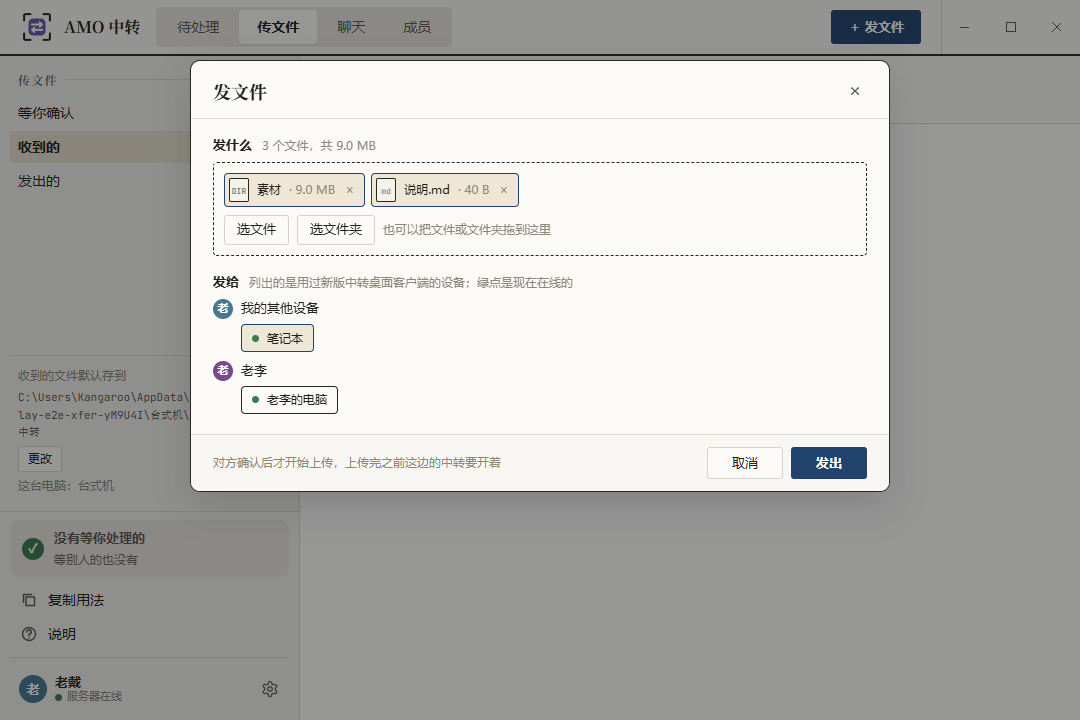 AMO 中转
待处理 传文件 聊天 成员
+ 发文件
传文件
等你确认
收到的
发出的
收到的文件默认存到
C:\Users\Kangaroo\AppData\
lay-e2e-xfer-yM9U4I\台式机\
中转
更改
这台电脑：台式机
没有等你处理的
等别人的也没有
复制用法
说明
老 老戴
服务器在线
发文件
发什么 3 个文件，共 9.0 MB
DIR 素材 · 9.0 MB ×
md 说明.md · 40 B ×
选文件 选文件夹 也可以把文件或文件夹拖到这里
发给 列出的是用过新版中转桌面客户端的设备；绿点是现在在线的
老 我的其他设备
笔记本
老 老李
老李的电脑
对方确认后才开始上传，上传完之前这边的中转要开着
取消 发出